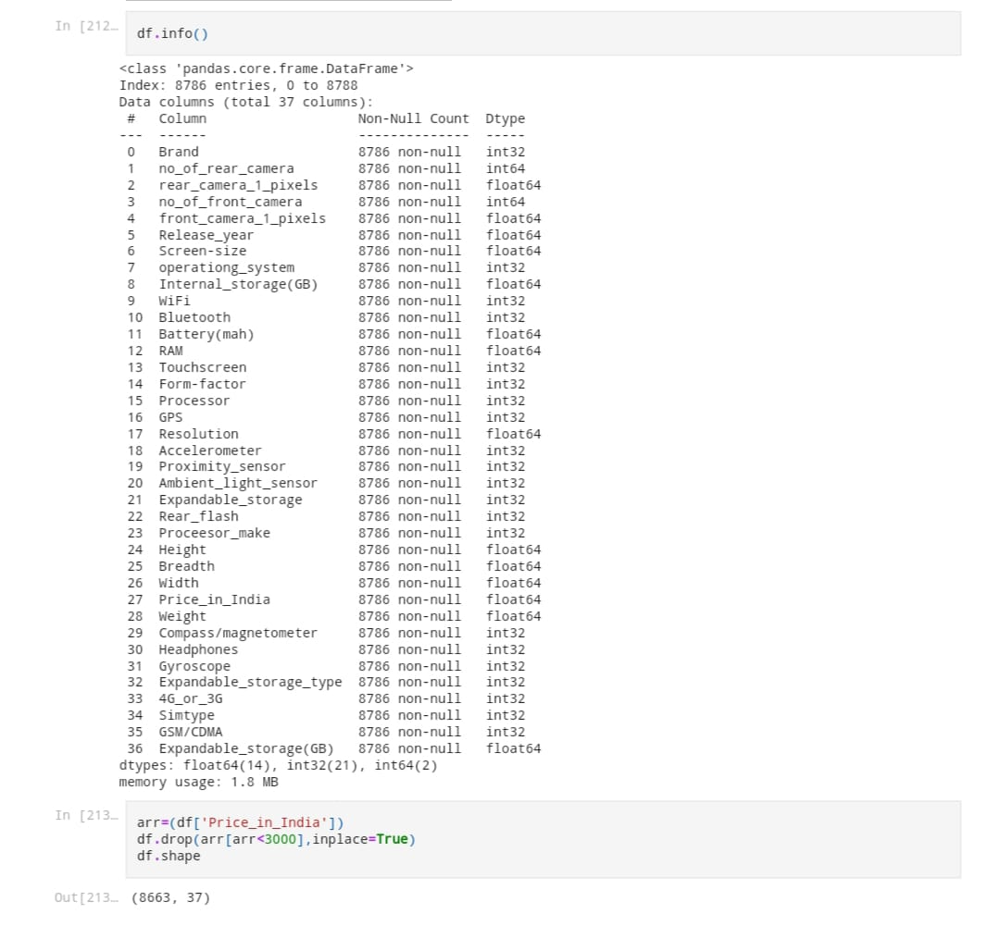 In [212…
df.info()
<class 'pandas.core.frame.DataFrame'>
Index: 8786 entries, 0 to 8788
Data columns (total 37 columns):
 #   Column                   Non-Null Count  Dtype
---  ------                   --------------  -----
 0   Brand                    8786 non-null   int32
 1   no_of_rear_camera        8786 non-null   int64
 2   rear_camera_1_pixels     8786 non-null   float64
 3   no_of_front_camera       8786 non-null   int64
 4   front_camera_1_pixels    8786 non-null   float64
 5   Release_year             8786 non-null   float64
 6   Screen-size              8786 non-null   float64
 7   operationg_system        8786 non-null   int32
 8   Internal_storage(GB)     8786 non-null   float64
 9   WiFi                     8786 non-null   int32
 10  Bluetooth                8786 non-null   int32
 11  Battery(mah)             8786 non-null   float64
 12  RAM                      8786 non-null   float64
 13  Touchscreen              8786 non-null   int32
 14  Form-factor              8786 non-null   int32
 15  Processor                8786 non-null   int32
 16  GPS                      8786 non-null   int32
 17  Resolution               8786 non-null   float64
 18  Accelerometer            8786 non-null   int32
 19  Proximity_sensor         8786 non-null   int32
 20  Ambient_light_sensor     8786 non-null   int32
 21  Expandable_storage       8786 non-null   int32
 22  Rear_flash               8786 non-null   int32
 23  Proceesor_make           8786 non-null   int32
 24  Height                   8786 non-null   float64
 25  Breadth                  8786 non-null   float64
 26  Width                    8786 non-null   float64
 27  Price_in_India           8786 non-null   float64
 28  Weight                   8786 non-null   float64
 29  Compass/magnetometer     8786 non-null   int32
 30  Headphones               8786 non-null   int32
 31  Gyroscope                8786 non-null   int32
 32  Expandable_storage_type  8786 non-null   int32
 33  4G_or_3G                 8786 non-null   int32
 34  Simtype                  8786 non-null   int32
 35  GSM/CDMA                 8786 non-null   int32
 36  Expandable_storage(GB)   8786 non-null   float64
dtypes: float64(14), int32(21), int64(2)
memory usage: 1.8 MB
In [213…
arr=(df['Price_in_India'])
df.drop(arr[arr<3000],inplace=True)
df.shape
Out[213… (8663, 37)